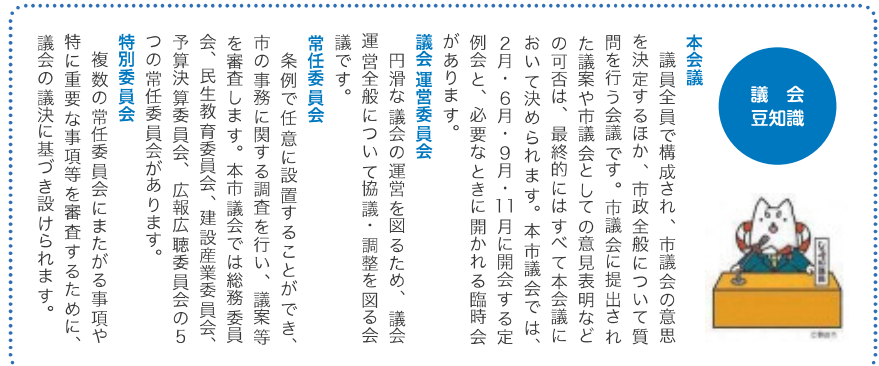 議　会
豆知識
本会議
　議員全員で構成され、市議会の意思
を決定するほか、市政全般について質
問を行う会議です。市議会に提出され
た議案や市議会としての意見表明など
の可否は、最終的にはすべて本会議に
おいて決められます。本市議会では、
2月・6月・9月・11月に開会する定
例会と、必要なときに開かれる臨時会
があります。
議会運営委員会
　円滑な議会の運営を図るため、議会
運営全般について協議・調整を図る会
議です。
常任委員会
　条例で任意に設置することができ、
市の事務に関する調査を行い、議案等
を審査します。本市議会では総務委員
会、民生教育委員会、建設産業委員会、
予算決算委員会、広報広聴委員会の5
つの常任委員会があります。
特別委員会
　複数の常任委員会にまたがる事項や
特に重要な事項等を審査するために、
議会の議決に基づき設けられます。